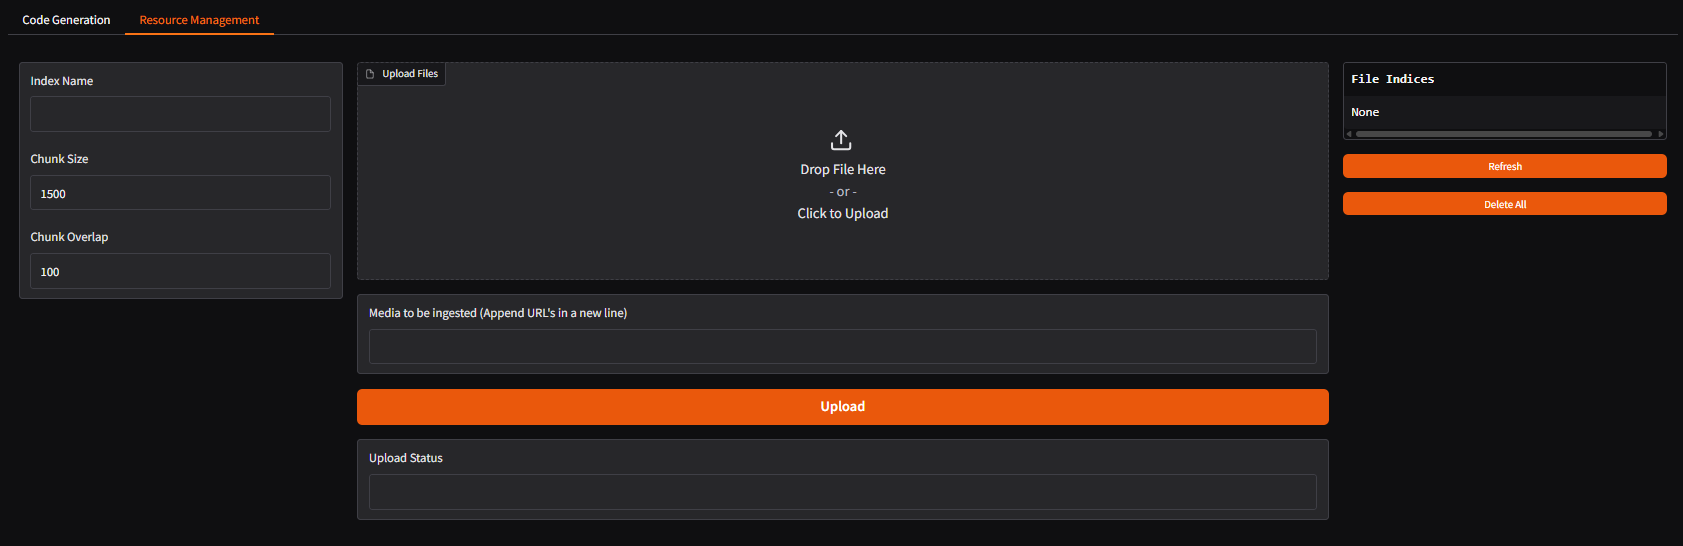 Code Generation
Resource Management
Index Name
Chunk Size
1500
Chunk Overlap
100
Upload Files
Drop File Here
- or -
Click to Upload
Media to be ingested (Append URL's in a new line)
Upload
Upload Status
File Indices
None
Refresh
Delete All